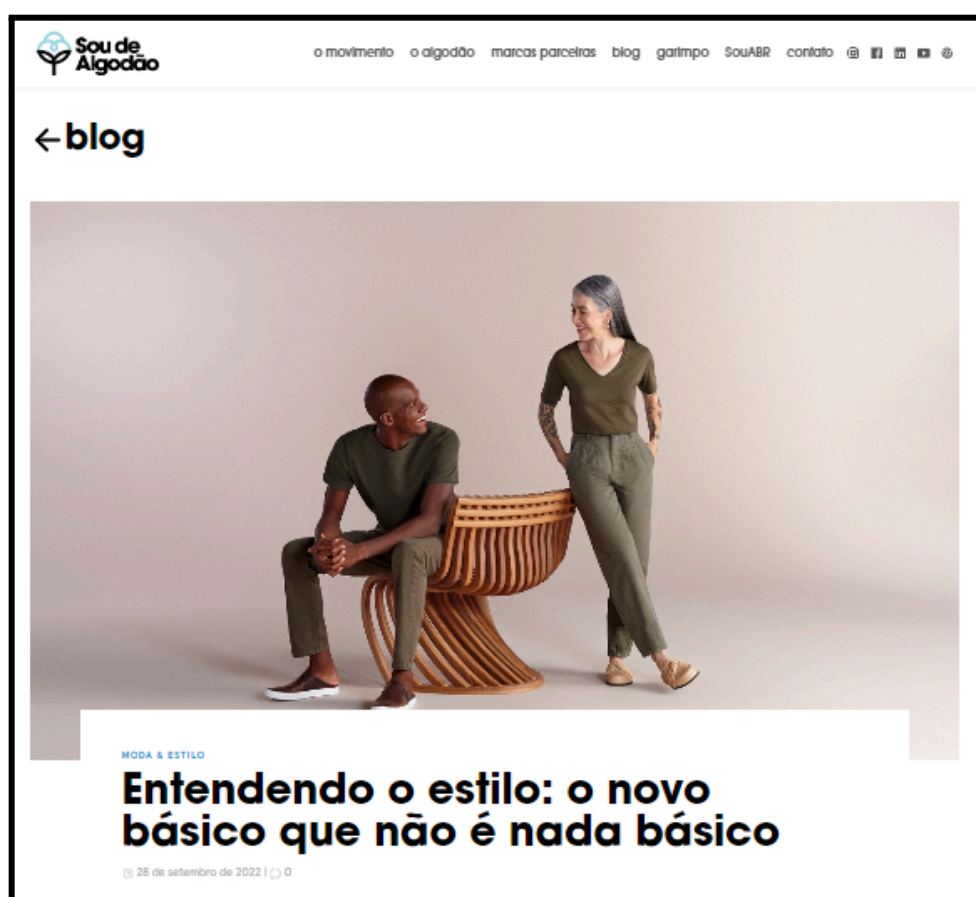 Sou de
Algodão
o movimento o algodão marcas parceiras blog garimpo SouABR contato
←blog
MODA & ESTILO
Entendendo o estilo: o novo
básico que não é nada básico
28 de setembro de 2022 | 0